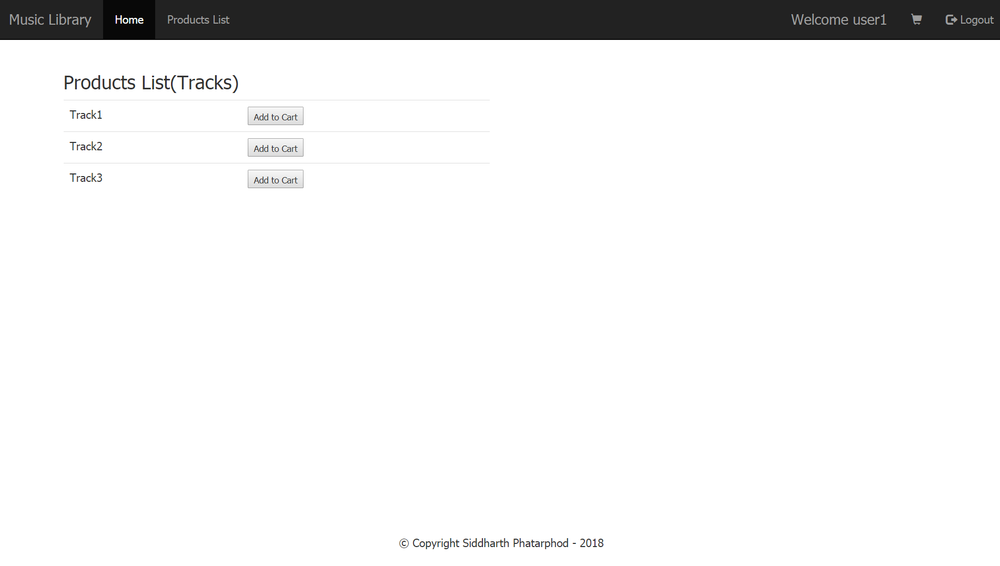 Music Library Home Products List Welcome user1 Logout
Products List(Tracks)
Track1 Add to Cart
Track2 Add to Cart
Track3 Add to Cart
© Copyright Siddharth Phatarphod - 2018